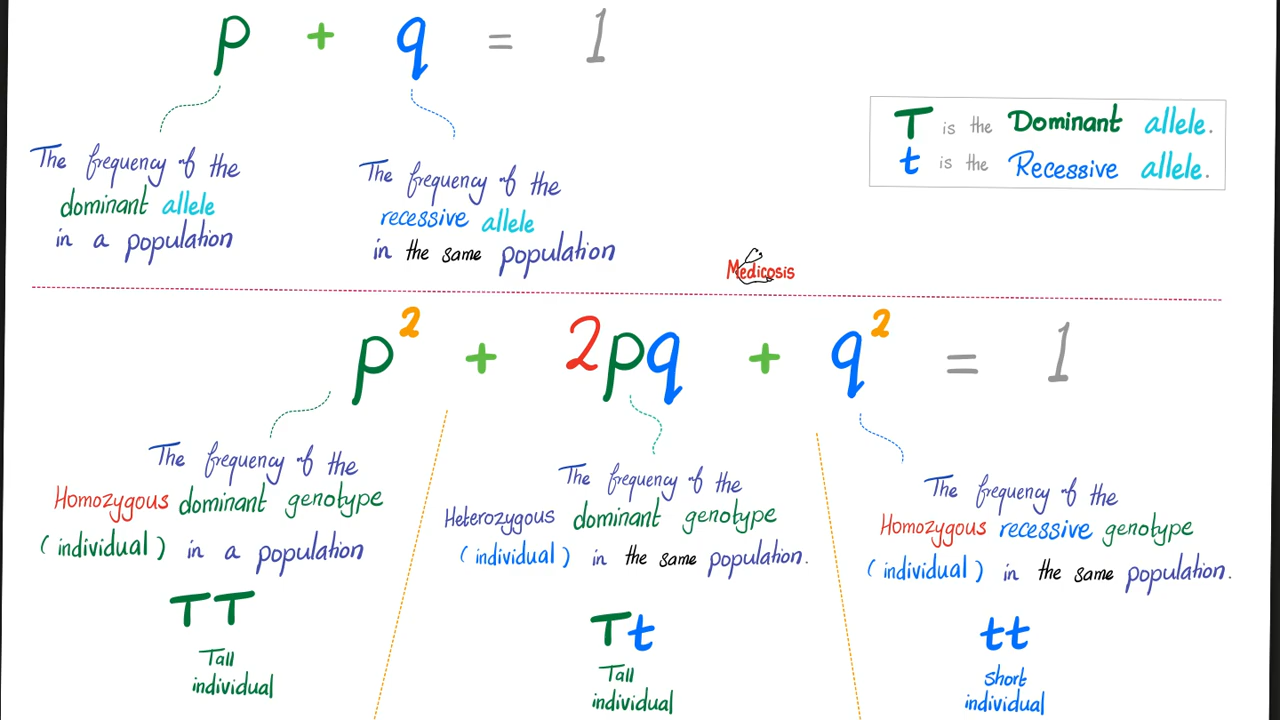 p + q = 1
The frequency of the
dominant allele
in a population
The frequency of the
recessive allele
in the same population
T is the Dominant allele.
t is the Recessive allele.
Medicosis
p² + 2pq + q² = 1
The frequency of the
Homozygous dominant genotype
(individual) in a population
TT
Tall
individual
The frequency of the
Heterozygous dominant genotype
(individual) in the same population.
Tt
Tall
individual
The frequency of the
Homozygous recessive genotype
(individual) in the same population.
tt
short
individual